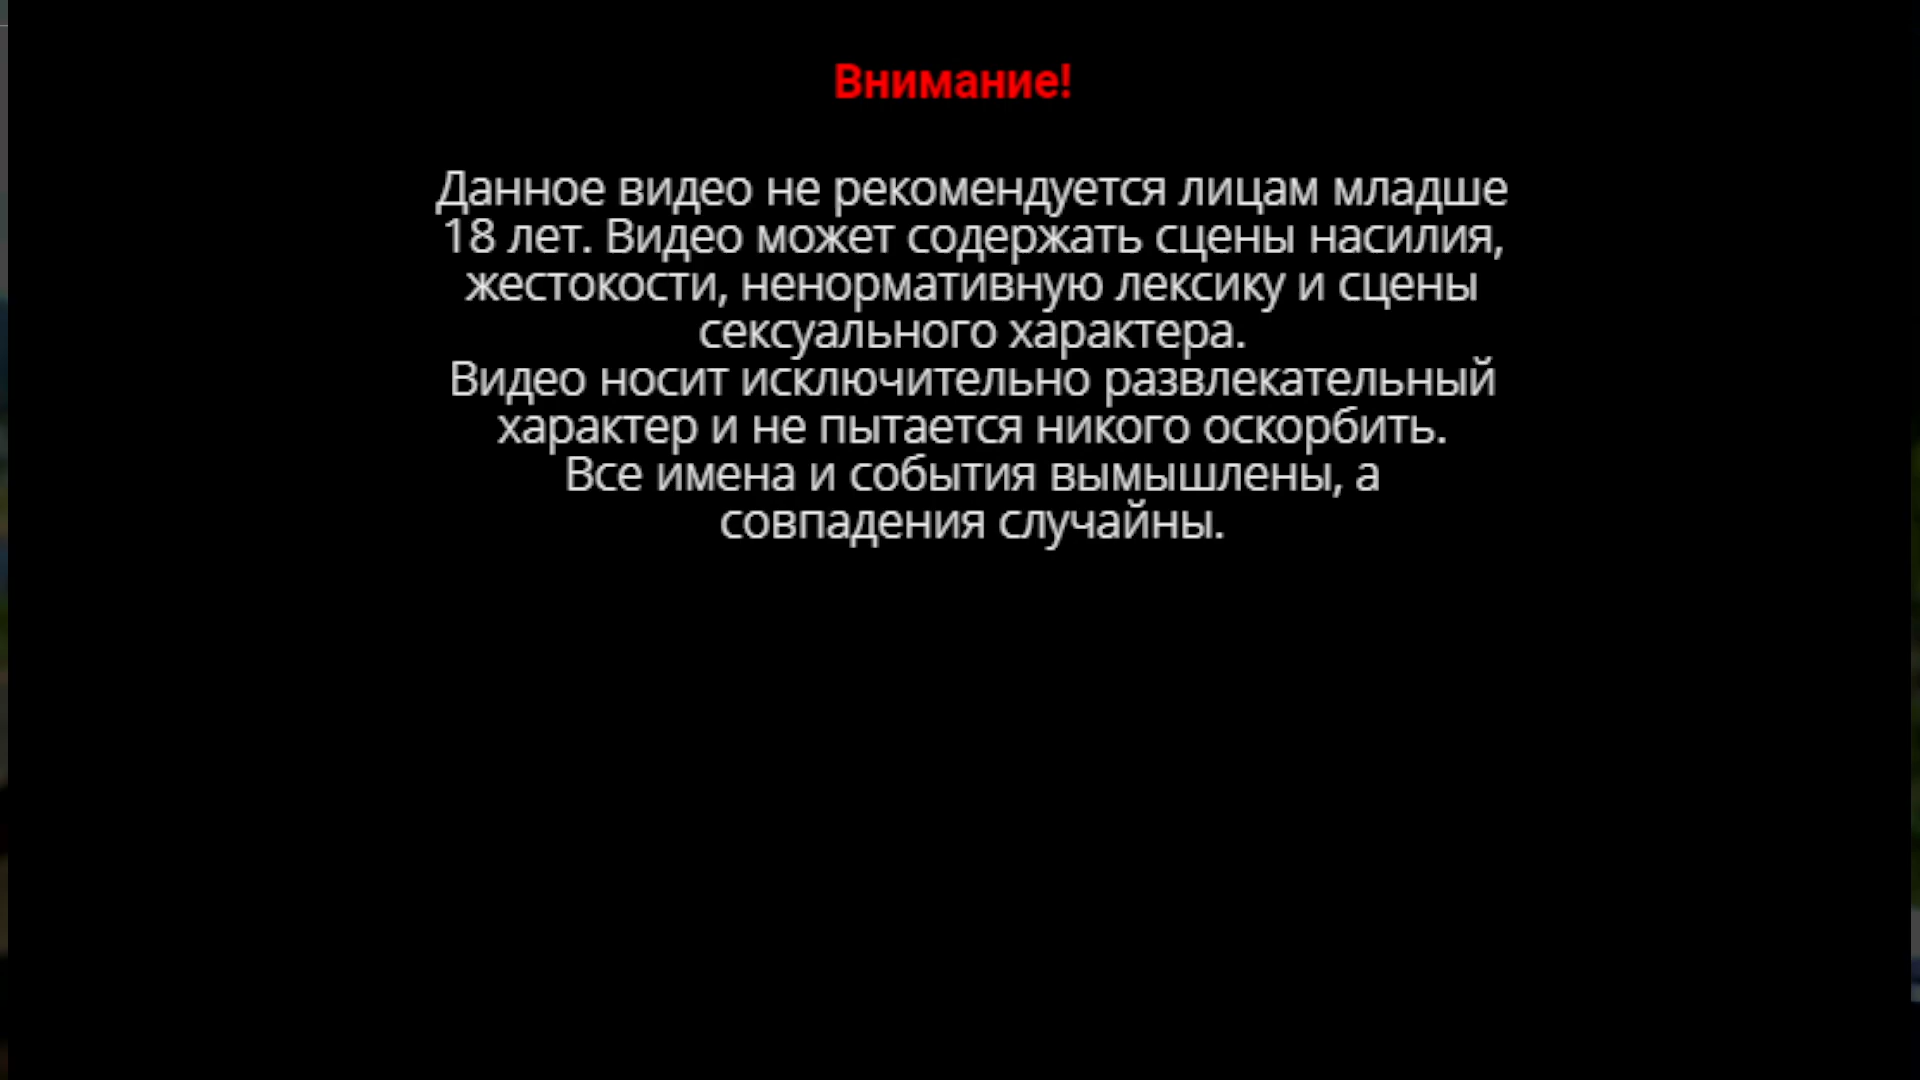 Внимание!
Данное видео не рекомендуется лицам младше
18 лет. Видео может содержать сцены насилия,
жестокости, ненормативную лексику и сцены
сексуального характера.
Видео носит исключительно развлекательный
характер и не пытается никого оскорбить.
Все имена и события вымышлены, а
совпадения случайны.